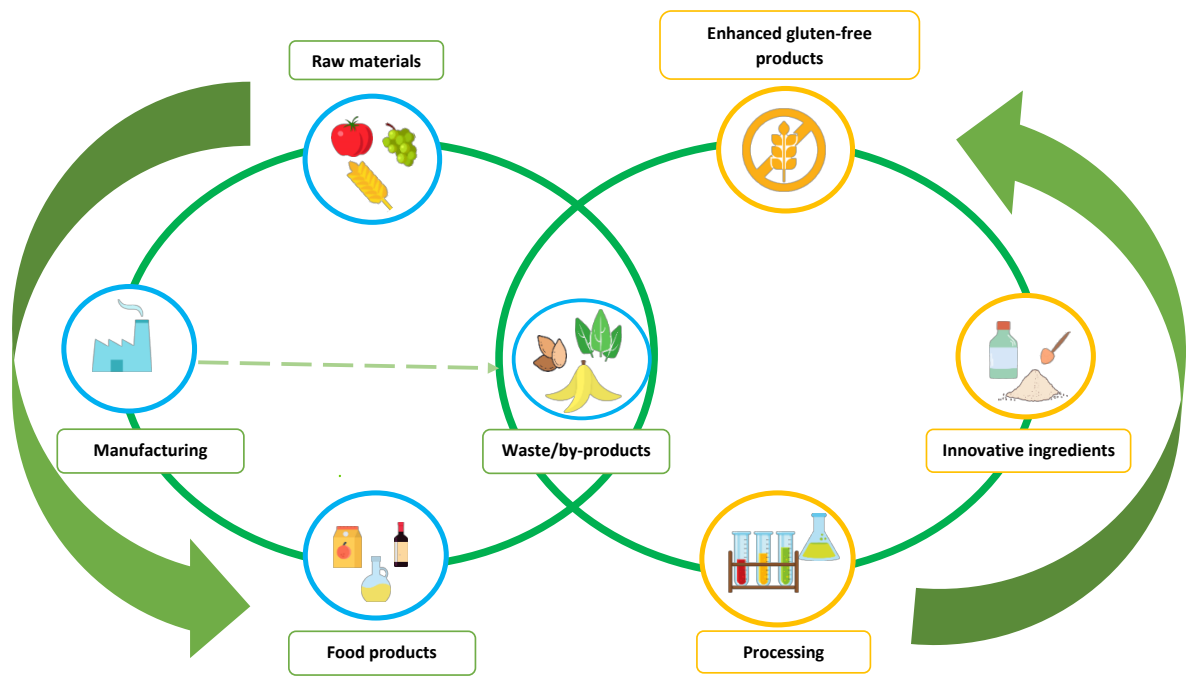 Raw materials
Enhanced gluten-free
products
Manufacturing
Waste/by-products
Innovative ingredients
Food products
Processing